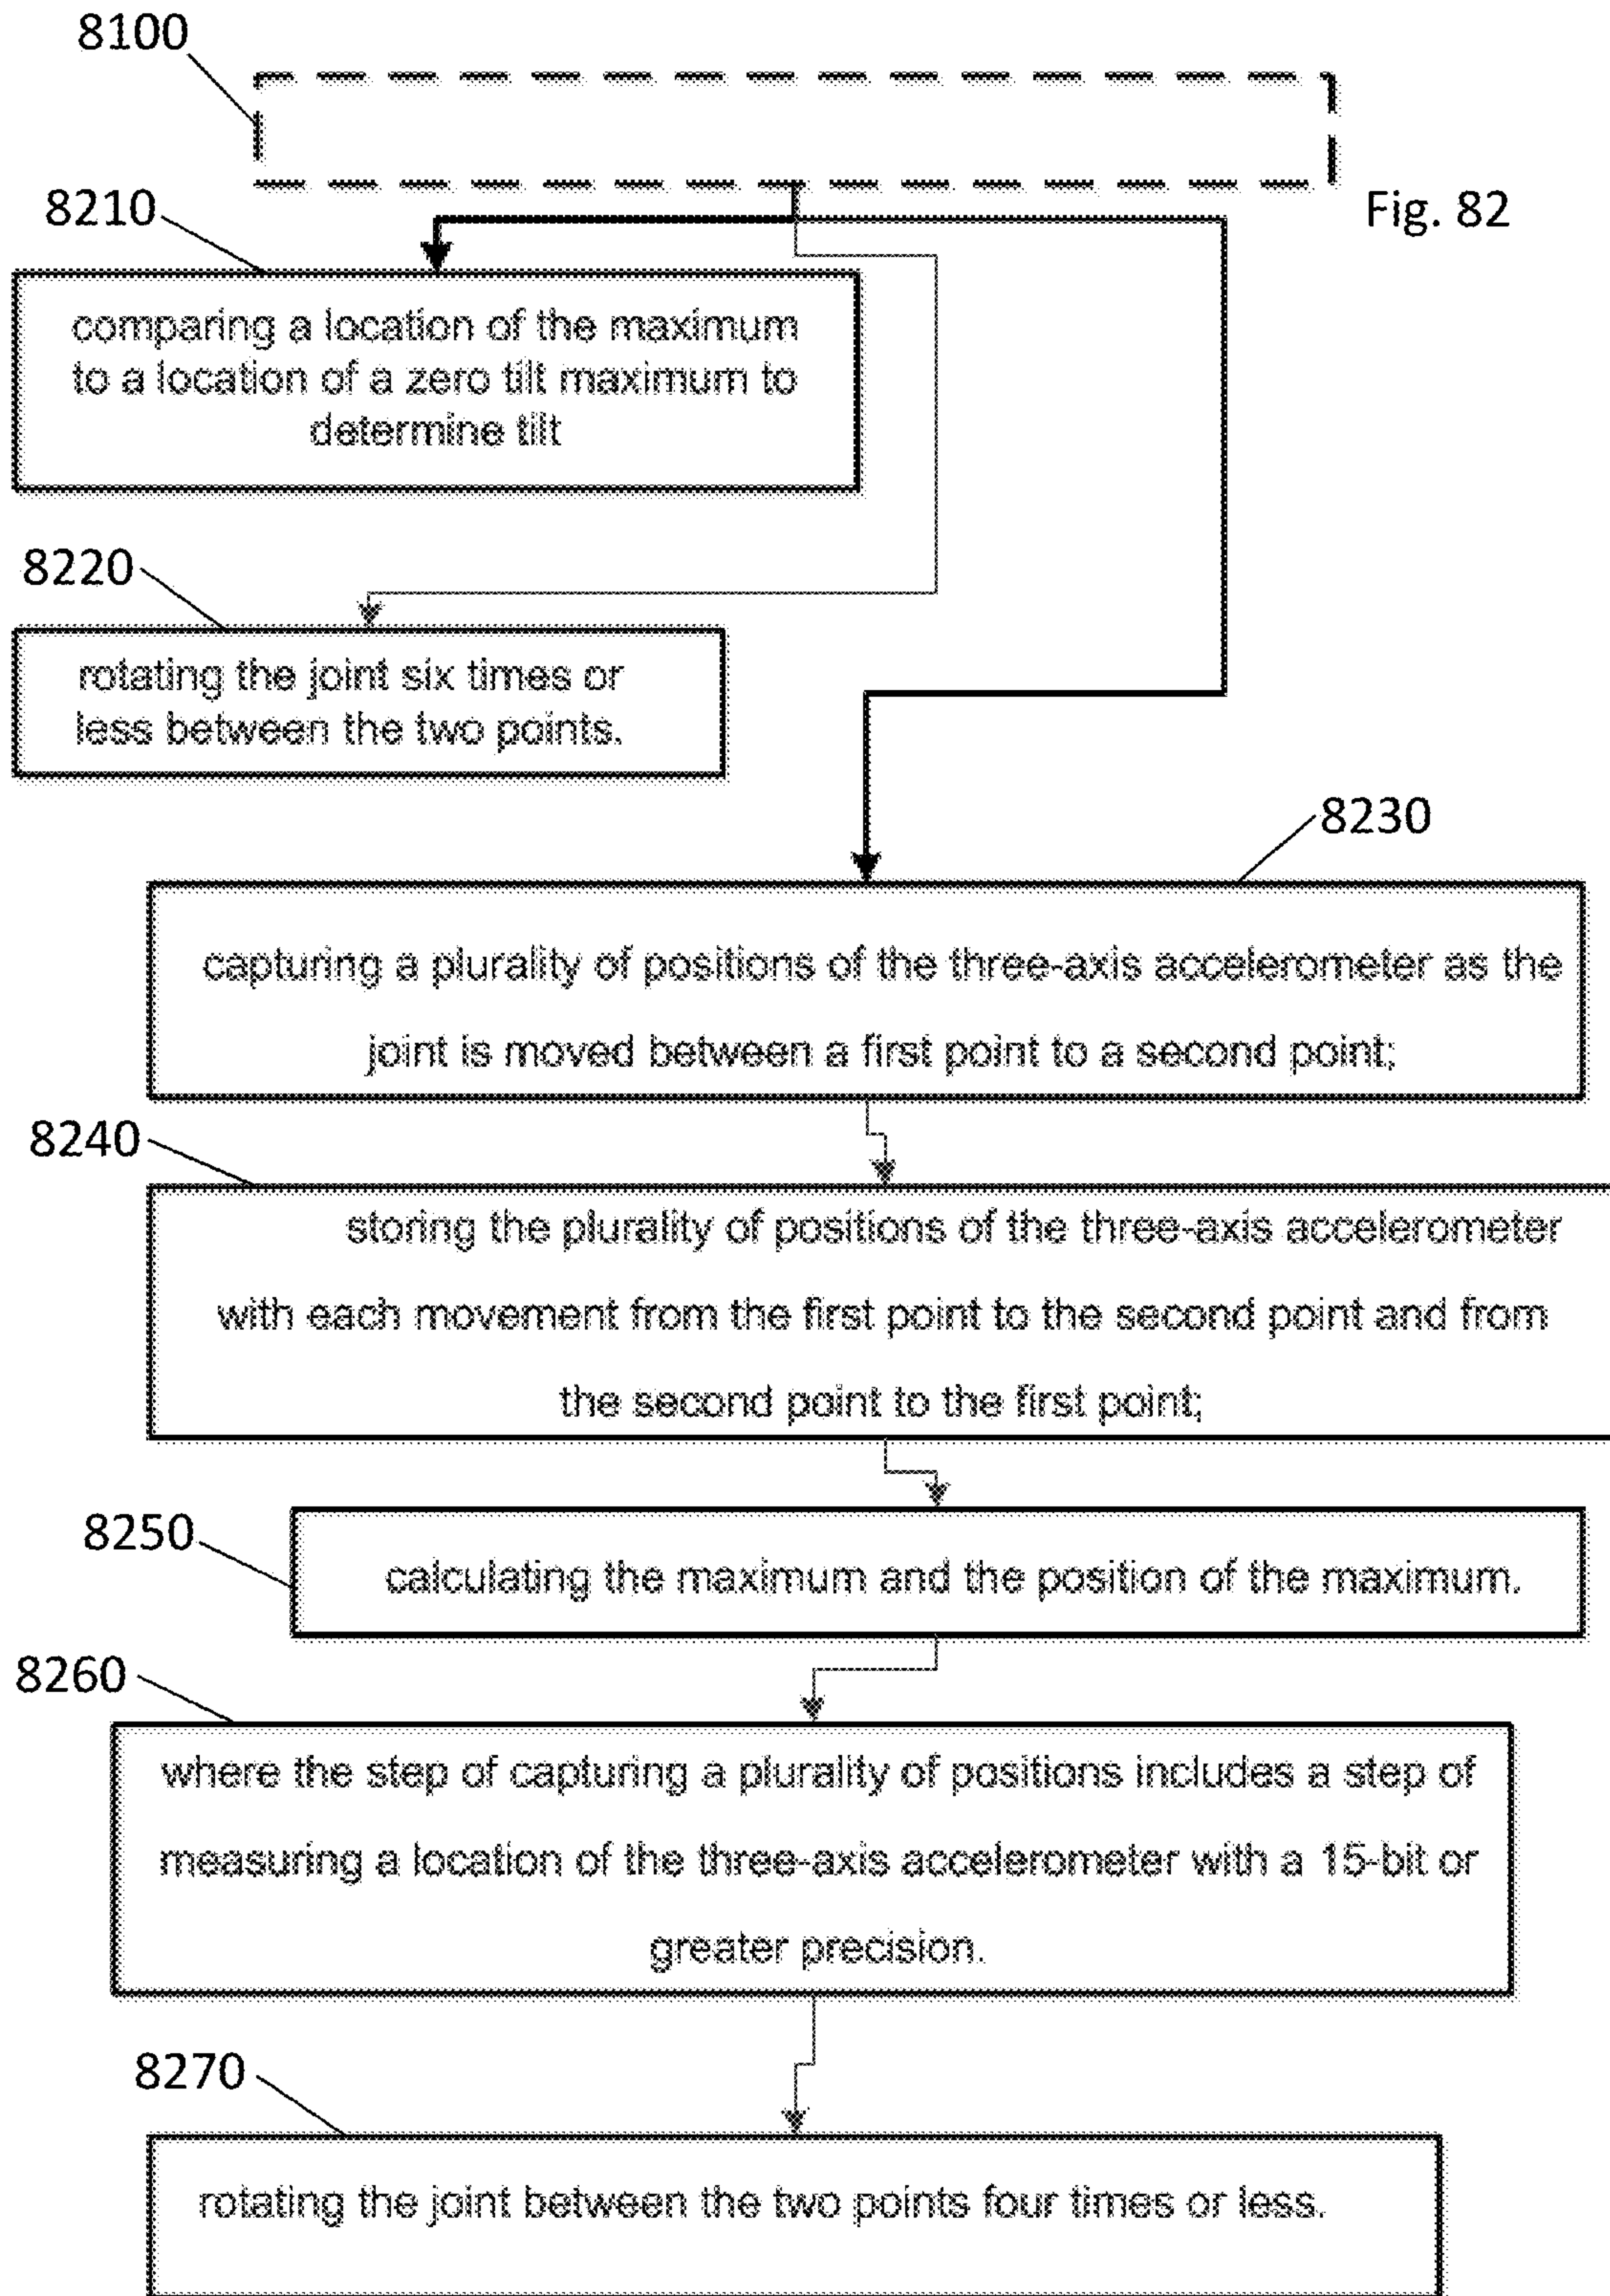 8100
Fig. 82
8210
comparing a location of the maximum
to a location of a zero tilt maximum to
determine tilt
8220
rotating the joint six times or
less between the two points.
8230
capturing a plurality of positions of the three-axis accelerometer as the
joint is moved between a first point to a second point;
8240
storing the plurality of positions of the three-axis accelerometer
with each movement from the first point to the second point and from
the second point to the first point;
8250
calculating the maximum and the position of the maximum.
8260
where the step of capturing a plurality of positions includes a step of
measuring a location of the three-axis accelerometer with a 15-bit or
greater precision.
8270
rotating the joint between the two points four times or less.